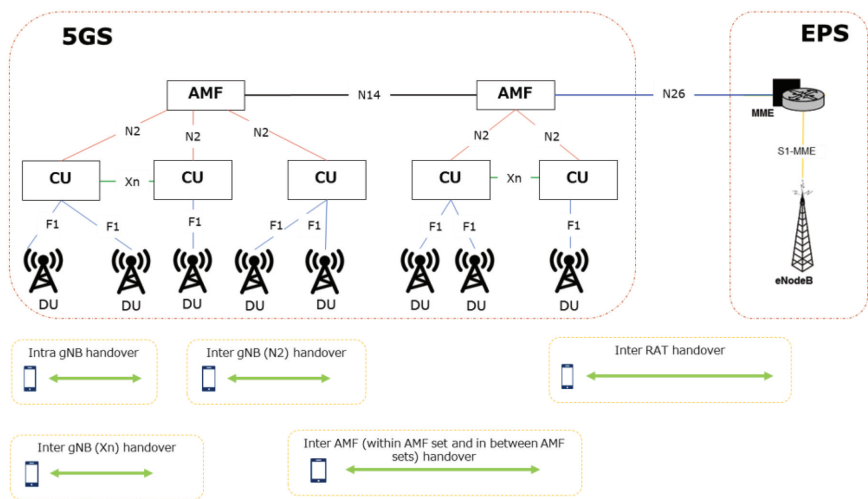 5GS
EPS
AMF
N14
AMF
N26
MME
N2
N2
N2
N2
N2
S1-MME
CU
Xn
CU
CU
CU
Xn
CU
F1
F1
F1
F1
F1
F1
F1
F1
DU
DU
DU
DU
DU
DU
DU
DU
eNodeB
Intra gNB handover
Inter gNB (N2) handover
Inter RAT handover
Inter gNB (Xn) handover
Inter AMF (within AMF set and in between AMF
sets) handover